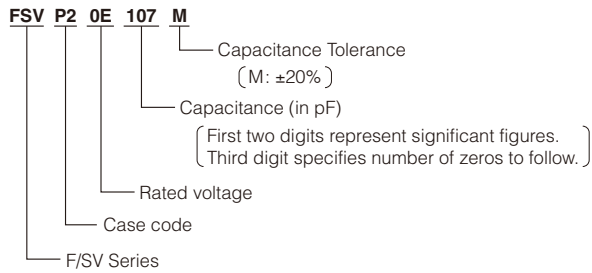 FSV P2 0E 107 M
Capacitance Tolerance
(M: ±20%)
Capacitance (in pF)
First two digits represent significant figures.
Third digit specifies number of zeros to follow.
Rated voltage
Case code
F/SV Series